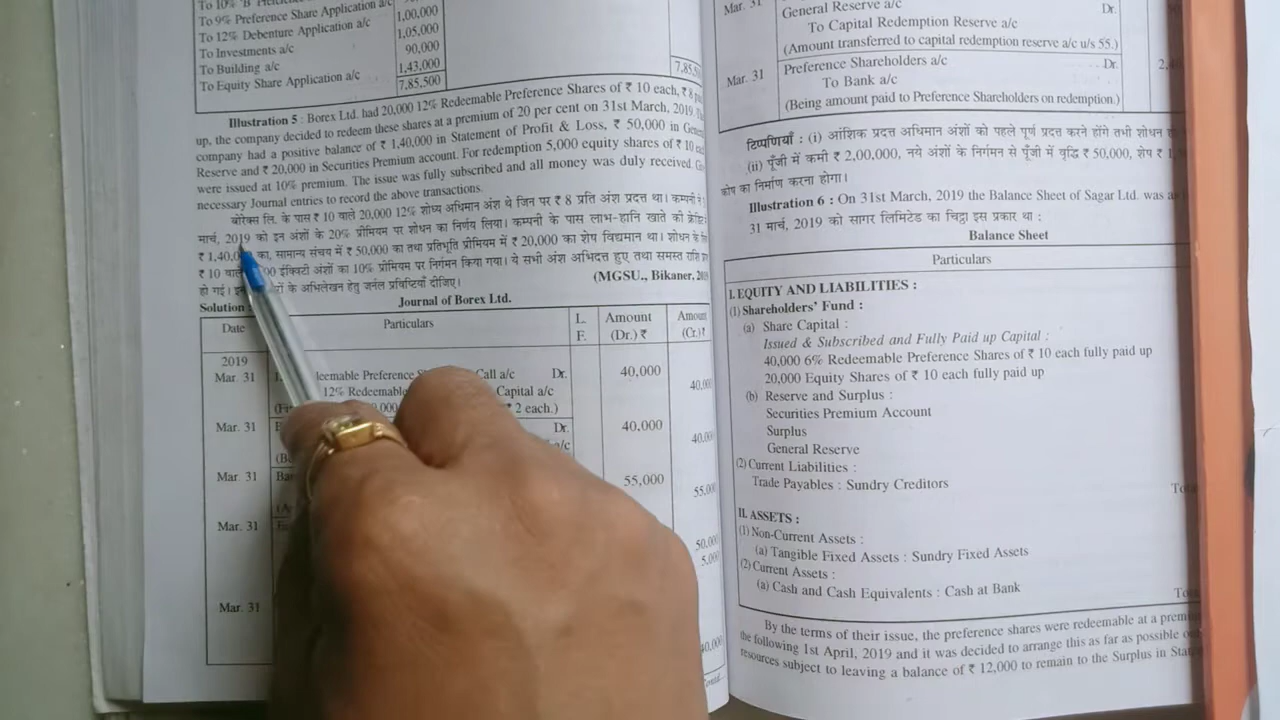 To 9% Preference Share Application a/c 1,00,000
To 12% Debenture Application a/c 1,05,000
To Investments a/c 90,000
To Building a/c 1,43,000
To Equity Share Application a/c 7,85,500
7,85,5
Illustration 5 : Borex Ltd. had 20,000 12% Redeemable Preference Shares of ₹ 10 each, ₹ 8
up, the company decided to redeem these shares at a premium of 20 per cent on 31st March, 2019.
company had a positive balance of ₹ 1,40,000 in Statement of Profit & Loss, ₹ 50,000 in
Reserve and ₹ 20,000 in Securities Premium account. For redemption 5,000 equity shares of ₹ 10
were issued at 10% premium. The issue was fully subscribed and all money was duly received.
necessary Journal entries to record the above transactions.
बोरेक्स लि. के पास ₹ 10 वाले 20,000 12% शोध्य अधिमान अंश थे जिन पर ₹ 8 प्रति अंश प्रदत्त था। कम्पनी ने
मार्च, 2019 को इन अंशों के 20% प्रीमियम पर शोधन का निर्णय लिया। कम्पनी के पास लाभ-हानि खाते का क्रेडिट
₹ 1,40,0 का, सामान्य संचय में ₹ 50,000 का तथा प्रतिभूति प्रीमियम में ₹ 20,000 का शेष विद्यमान था। शोधन के
₹ 10 वाले ईक्विटी अंशों का 10% प्रीमियम पर निर्गमन किया गया। ये सभी अंश अभिदत्त हुए तथा समस्त राशि
हो गई। के अभिलेखन हेतु जर्नल प्रविष्टियाँ दीजिए।
(MGSU., Bikaner,
Solution Journal of Borex Ltd.
Date Particulars L. F. Amount (Dr.) ₹ Amount (Cr.) ₹
2019
Mar. 31 Call a/c Dr. 40,000
12% Redeemable Capital a/c
₹ 2 each.)
Mar. 31 Dr. 40,000
Mar. 31 55,000
Mar. 31
Mar. 31
Mar. 31 General Reserve a/c Dr.
To Capital Redemption Reserve a/c
(Amount transferred to capital redemption reserve a/c u/s 55.)
Mar. 31 Preference Shareholders a/c Dr.
To Bank a/c
(Being amount paid to Preference Shareholders on redemption.)
टिप्पणियाँ : (i) आंशिक प्रदत्त अधिमान अंशों को पहले पूर्ण प्रदत्त करने होंगे तभी शोधन
(ii) पूँजी में कमी ₹ 2,00,000, नये अंशों के निर्गमन से पूँजी में वृद्धि ₹ 50,000, शेष ₹
कोष का निर्माण करना होगा।
Illustration 6 : On 31st March, 2019 the Balance Sheet of Sagar Ltd. was
31 मार्च, 2019 को सागर लिमिटेड का चिट्ठा इस प्रकार था :
Balance Sheet
Particulars
I. EQUITY AND LIABILITIES :
(1) Shareholders' Fund :
(a) Share Capital :
Issued & Subscribed and Fully Paid up Capital :
40,000 6% Redeemable Preference Shares of ₹ 10 each fully paid up
20,000 Equity Shares of ₹ 10 each fully paid up
(b) Reserve and Surplus :
Securities Premium Account
Surplus
General Reserve
(2) Current Liabilities :
Trade Payables : Sundry Creditors
II. ASSETS :
(1) Non-Current Assets :
(a) Tangible Fixed Assets : Sundry Fixed Assets
(2) Current Assets :
(a) Cash and Cash Equivalents : Cash at Bank
By the terms of their issue, the preference shares were redeemable at a
the following 1st April, 2019 and it was decided to arrange this as far as possible
resources subject to leaving a balance of ₹ 12,000 to remain to the Surplus in